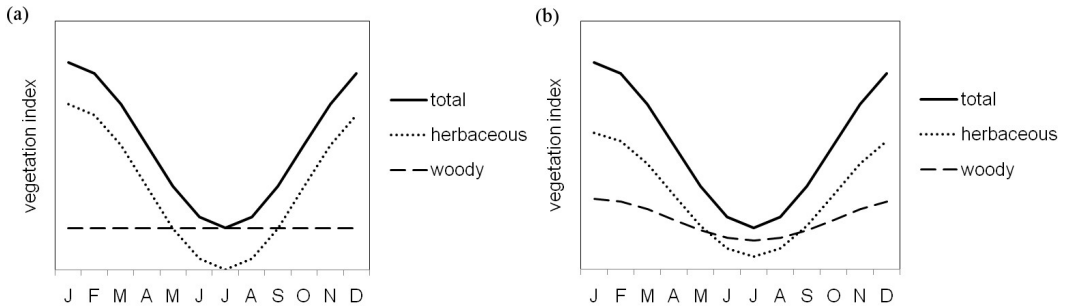 (a)
vegetation index
total
herbaceous
woody
J F M A M J J A S O N D
(b)
vegetation index
total
herbaceous
woody
J F M A M J J A S O N D